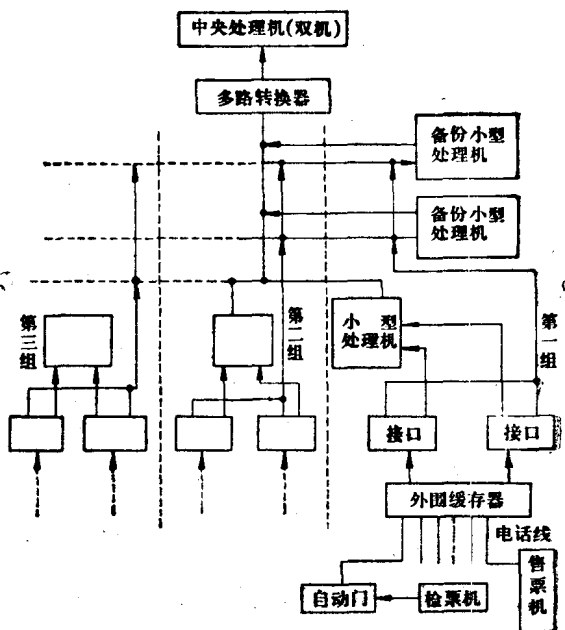 中央处理机(双机)
多路转换器
备份小型
处理机
备份小型
处理机
第三组
第二组
小型
处理机
第一组
接口
接口
外围缓存器
电话线
自动门
检票机
售票机